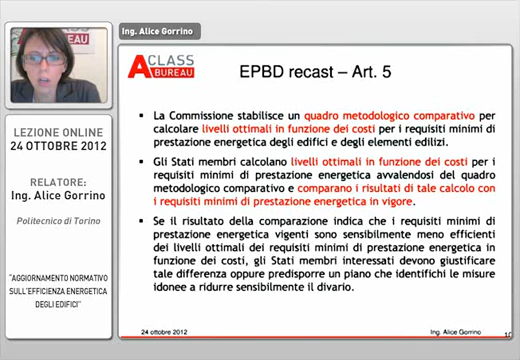 Ing. Alice Gorrino
LEZIONE ONLINE
24 OTTOBRE 2012
RELATORE:
Ing. Alice Gorrino
Politecnico di Torino
"AGGIORNAMENTO NORMATIVO
SULL'EFFICIENZA ENERGETICA
DEGLI EDIFICI"
A CLASS
BUREAU
EPBD recast – Art. 5
• La Commissione stabilisce un quadro metodologico comparativo per
calcolare livelli ottimali in funzione dei costi per i requisiti minimi di
prestazione energetica degli edifici e degli elementi edilizi.
• Gli Stati membri calcolano livelli ottimali in funzione dei costi per i
requisiti minimi di prestazione energetica avvalendosi del quadro
metodologico comparativo e comparano i risultati di tale calcolo con
i requisiti minimi di prestazione energetica in vigore.
• Se il risultato della comparazione indica che i requisiti minimi di
prestazione energetica vigenti sono sensibilmente meno efficienti
dei livelli ottimali dei requisiti minimi di prestazione energetica in
funzione dei costi, gli Stati membri interessati devono giustificare
tale differenza oppure predisporre un piano che identifichi le misure
idonee a ridurre sensibilmente il divario.
24 ottobre 2012
Ing. Alice Gorrino